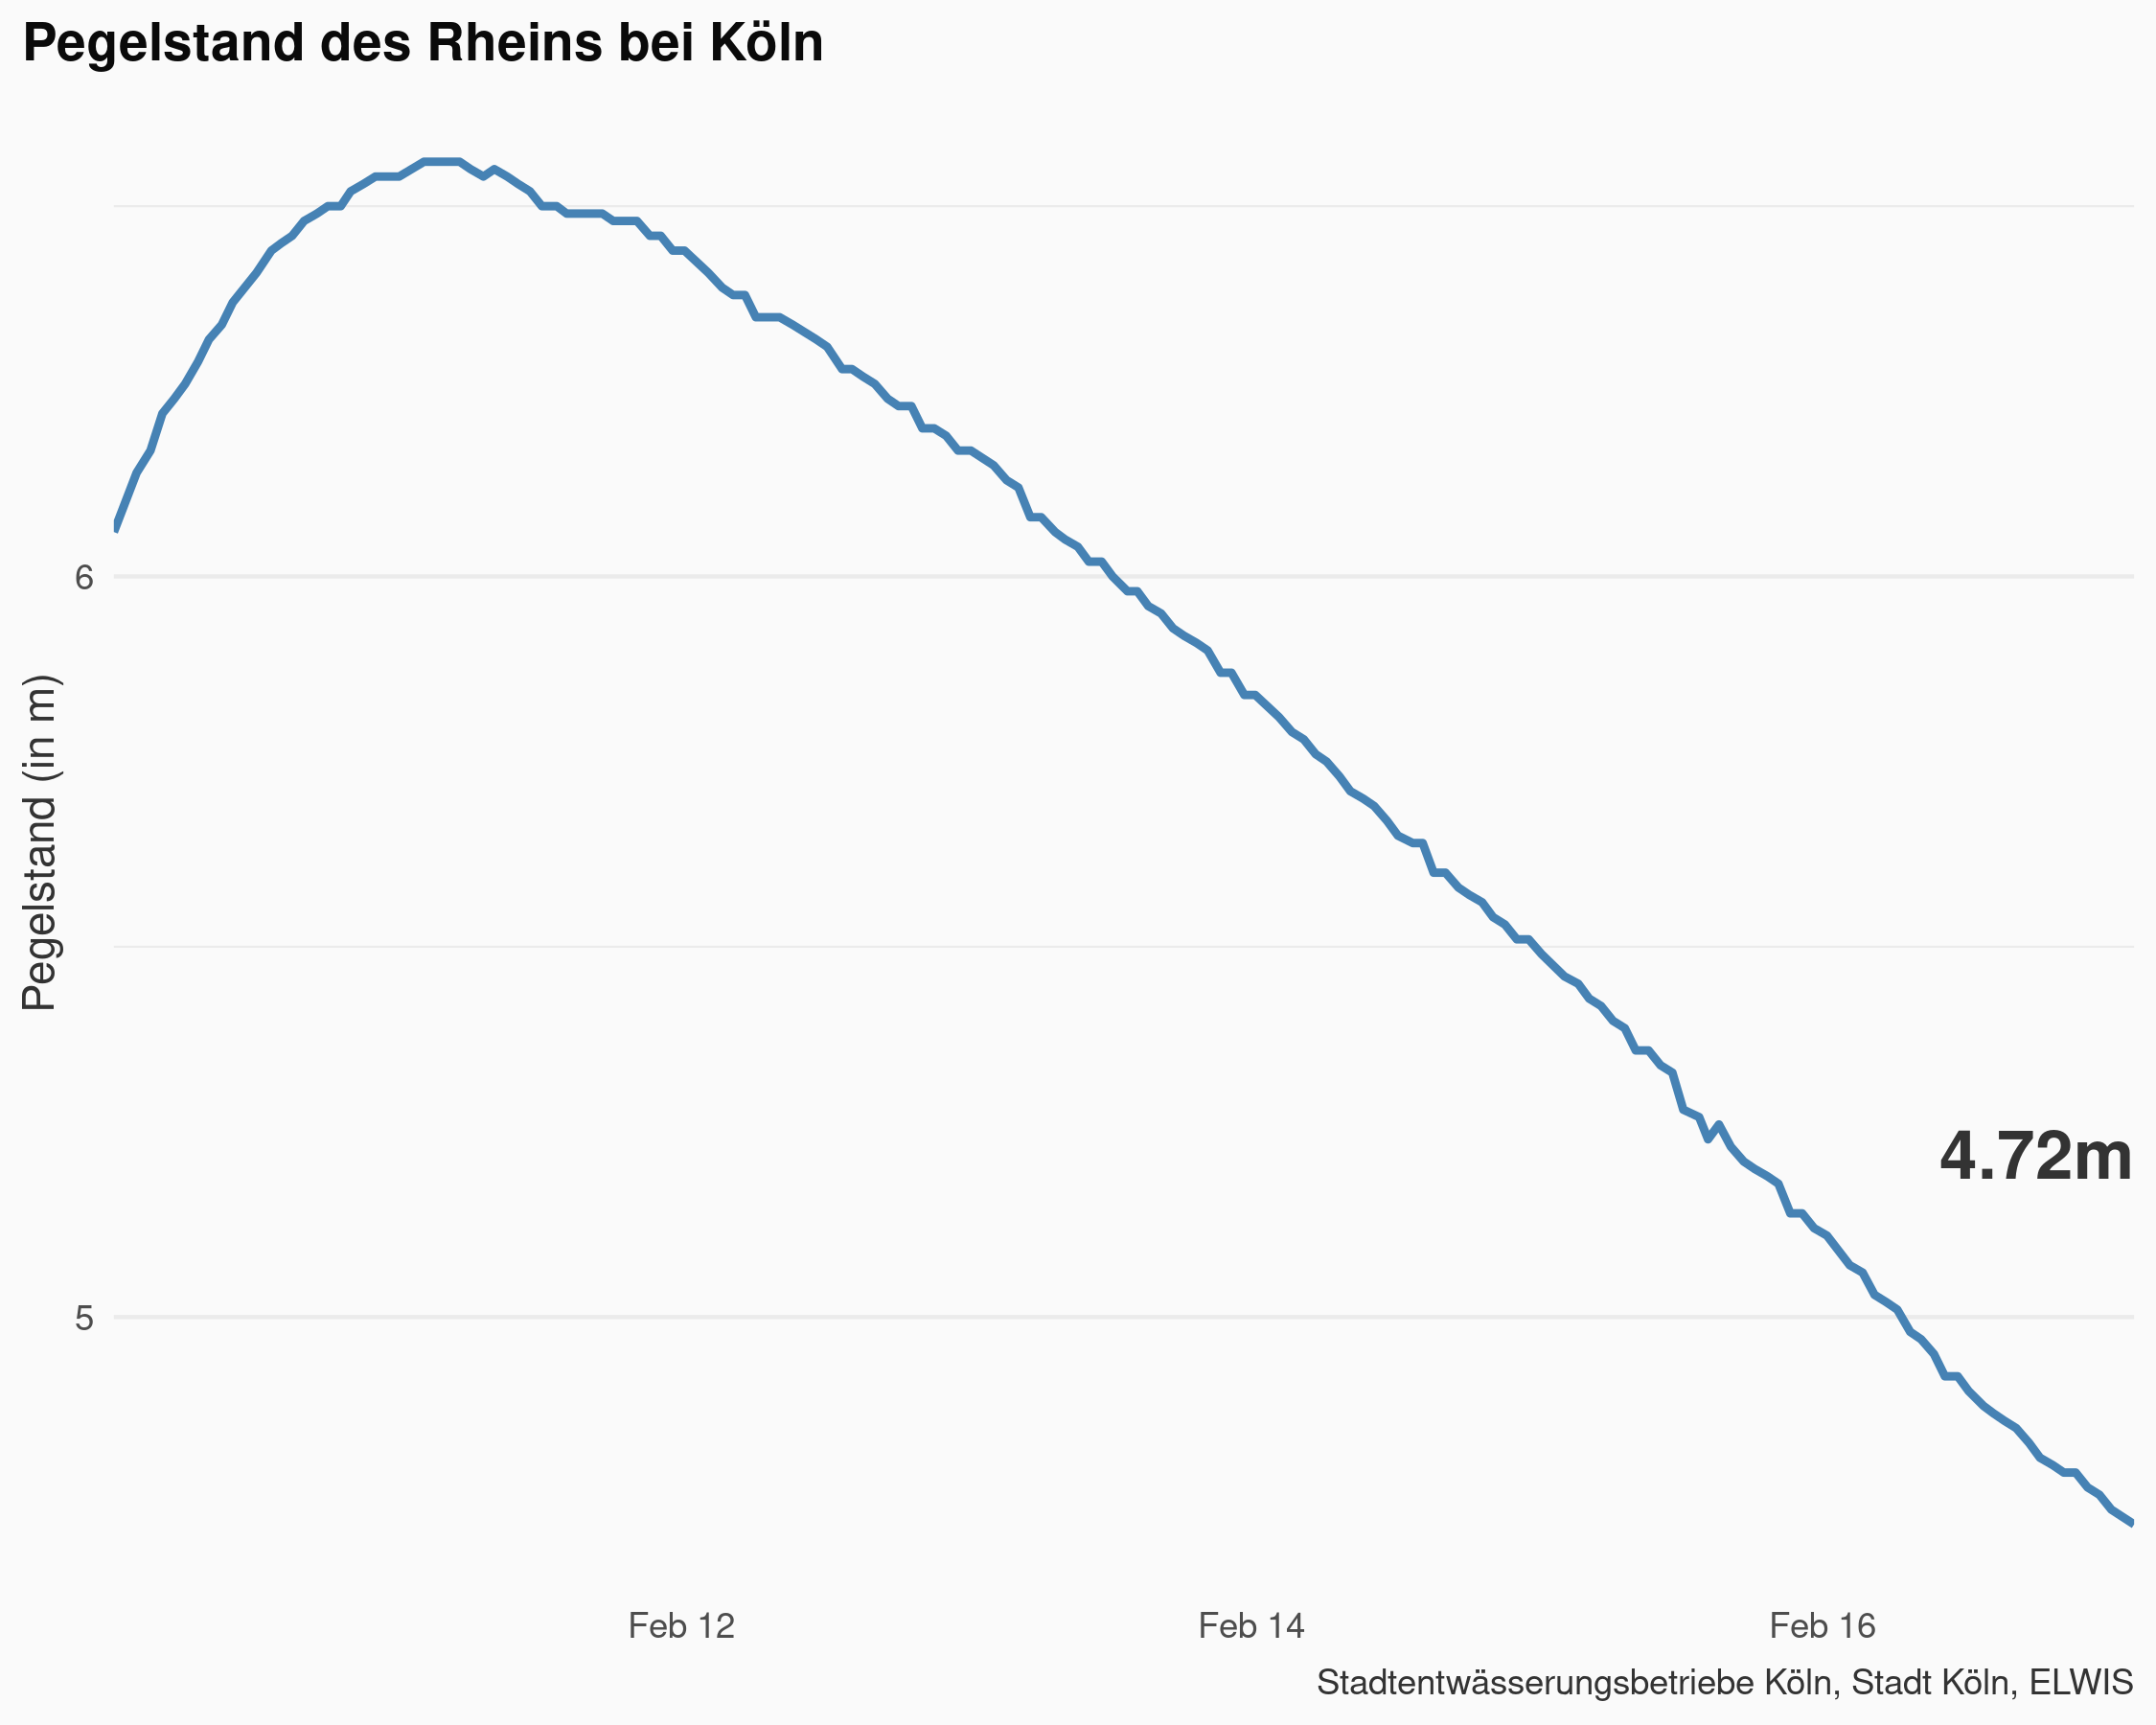 Pegelstand des Rheins bei Köln
Pegelstand (in m)
6
5
4.72m
Feb 12
Feb 14
Feb 16
Stadtentwässerungsbetriebe Köln, Stadt Köln, ELWIS